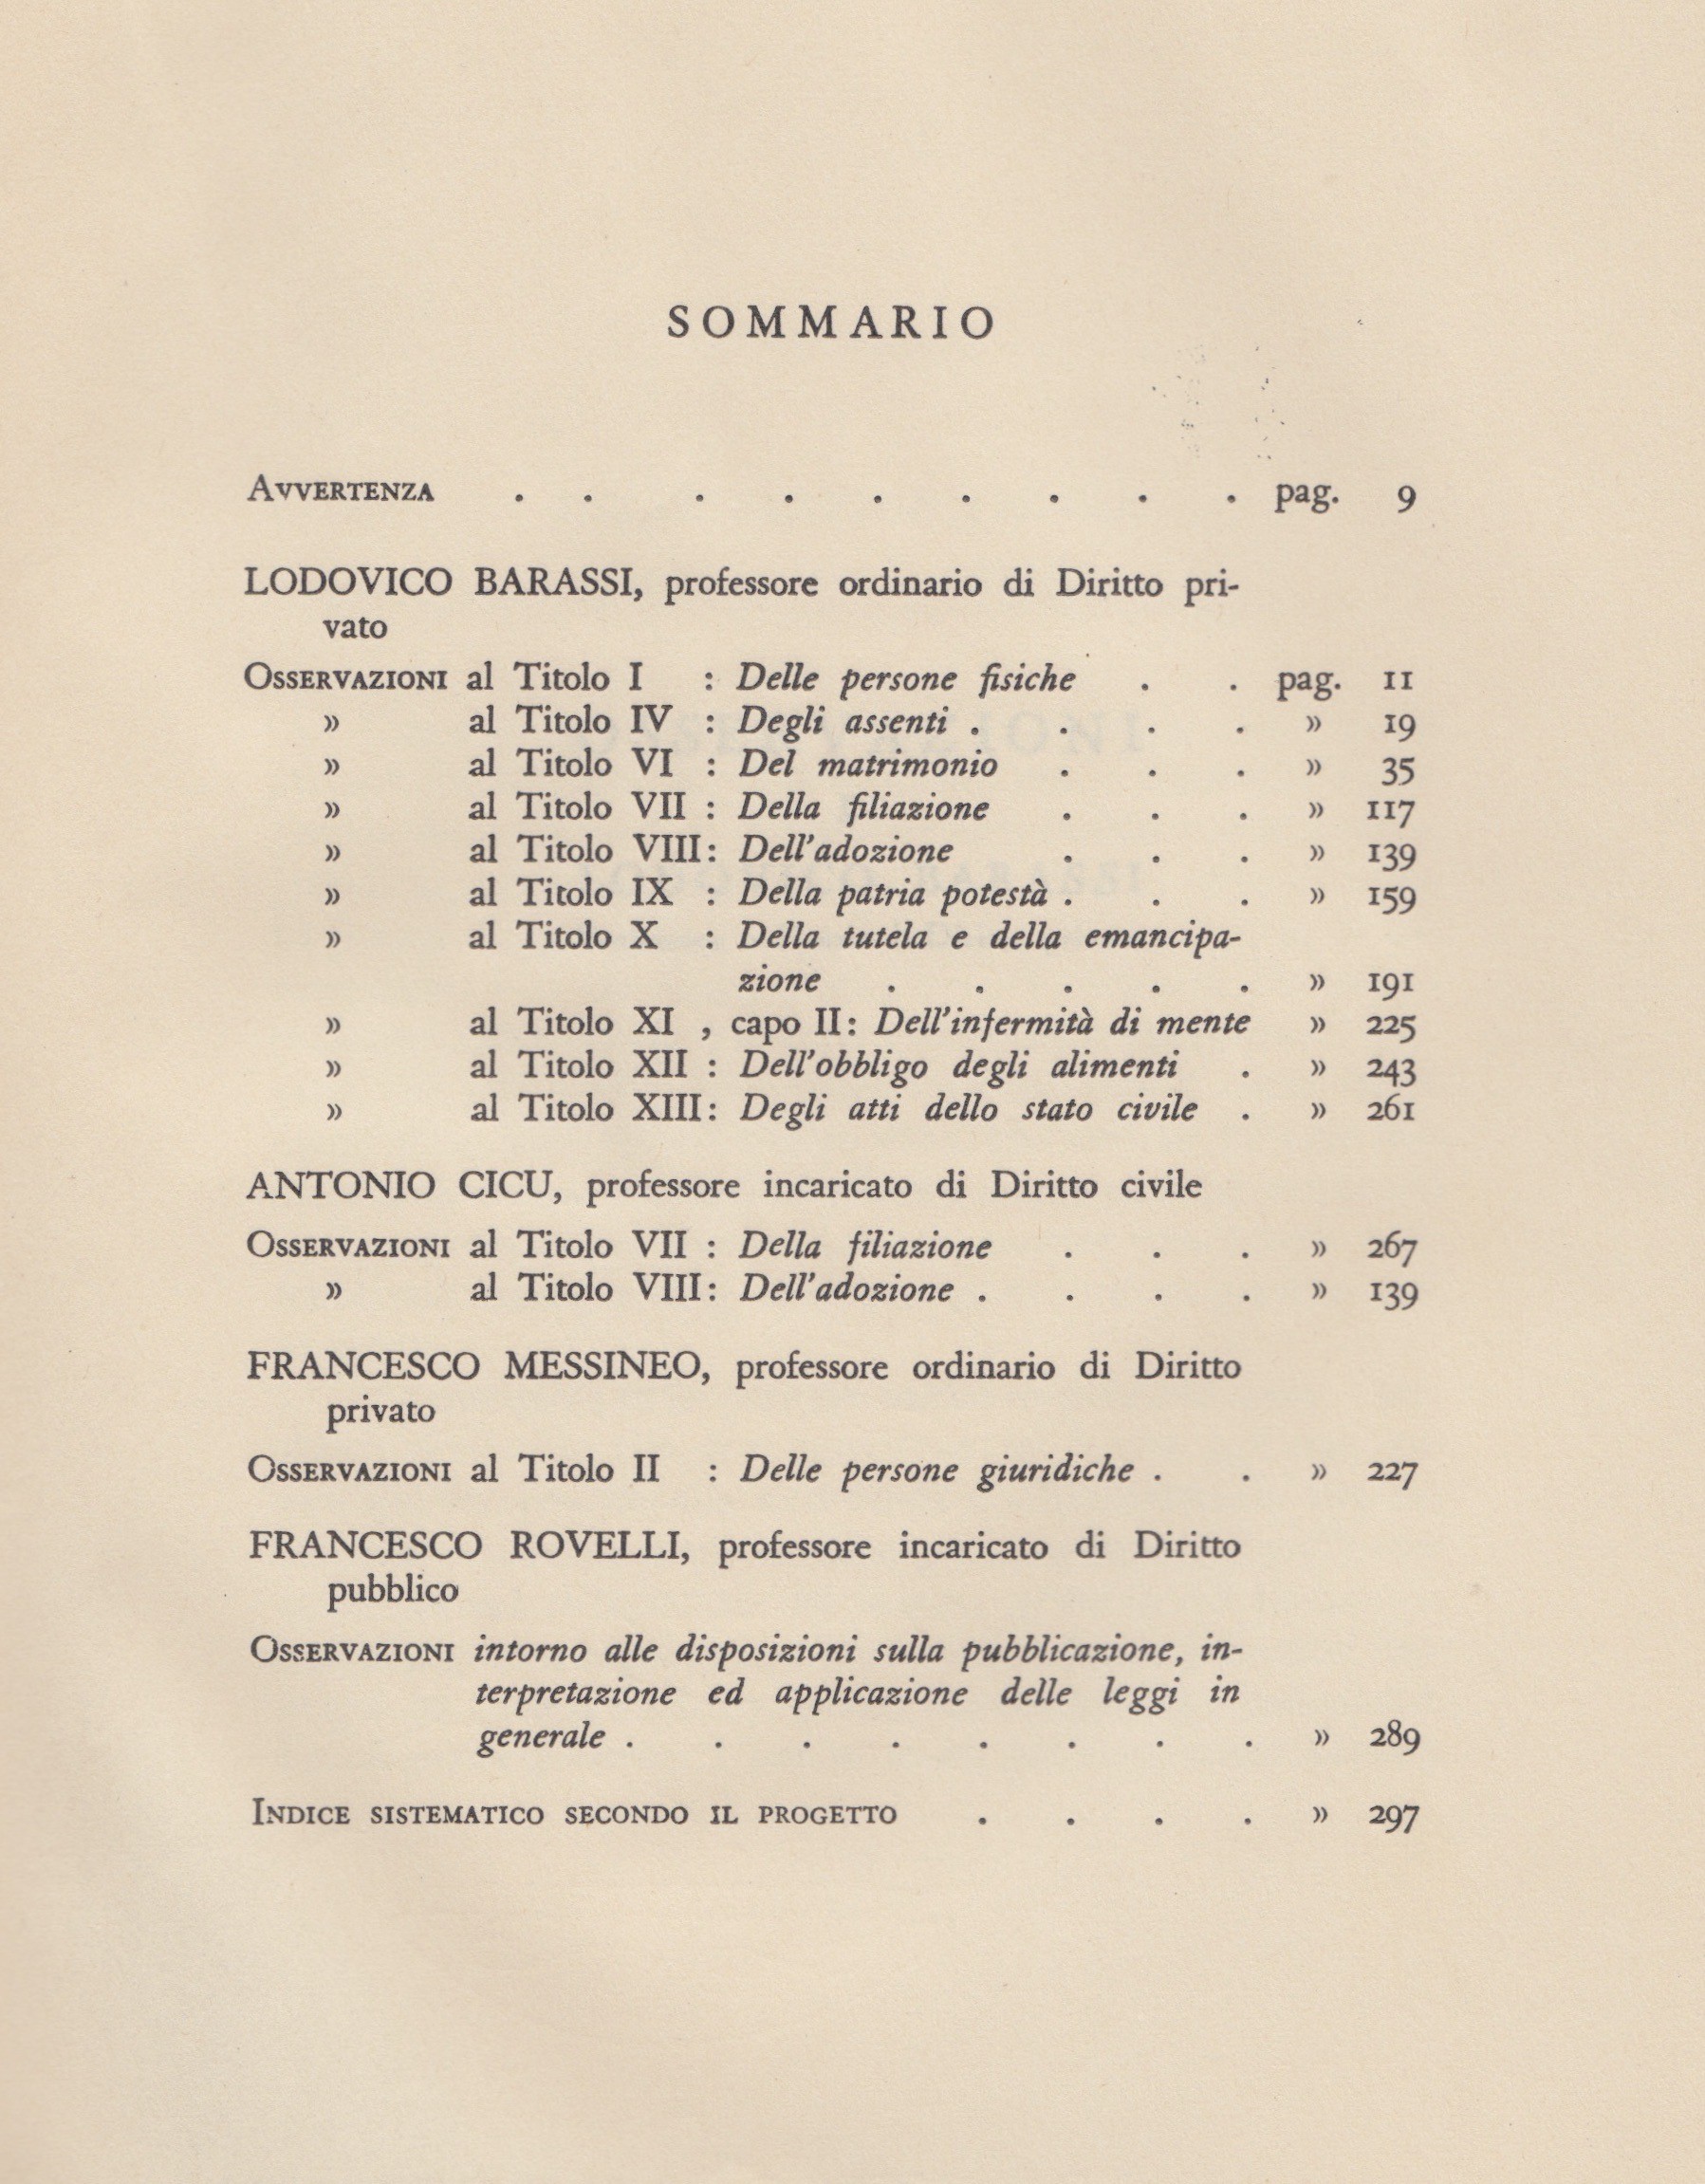 SOMMARIO
AVVERTENZA . . . . . . . . . pag. 9
LODOVICO BARASSI, professore ordinario di Diritto pri-
vato
OSSERVAZIONI al Titolo I : Delle persone fisiche . . pag. 11
» al Titolo IV : Degli assenti . . . . » 19
» al Titolo VI : Del matrimonio . . . » 35
» al Titolo VII : Della filiazione . . . » 117
» al Titolo VIII : Dell'adozione . . . » 139
» al Titolo IX : Della patria potestà . . . » 159
» al Titolo X : Della tutela e della emancipa-
zione . . . . . » 191
» al Titolo XI , capo II : Dell'infermità di mente » 225
» al Titolo XII : Dell'obbligo degli alimenti . » 243
» al Titolo XIII : Degli atti dello stato civile . » 261
ANTONIO CICU, professore incaricato di Diritto civile
OSSERVAZIONI al Titolo VII : Della filiazione . . . » 267
» al Titolo VIII : Dell'adozione . . . . » 139
FRANCESCO MESSINEO, professore ordinario di Diritto
privato
OSSERVAZIONI al Titolo II : Delle persone giuridiche . . » 227
FRANCESCO ROVELLI, professore incaricato di Diritto
pubblico
OSSERVAZIONI intorno alle disposizioni sulla pubblicazione, in-
terpretazione ed applicazione delle leggi in
generale . . . . . . . . » 289
INDICE SISTEMATICO SECONDO IL PROGETTO . . . . » 297